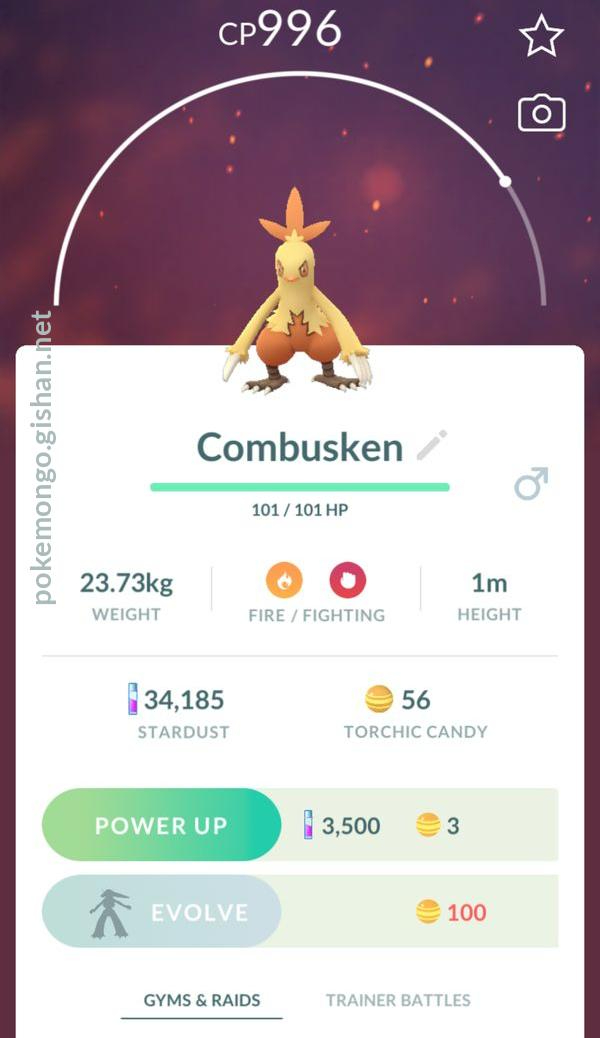 CP996
pokemongo.gishan.net
Combusken
101 / 101 HP
23.73kg
WEIGHT
FIRE / FIGHTING
1m
HEIGHT
34,185
STARDUST
56
TORCHIC CANDY
POWER UP 3,500 3
EVOLVE 100
GYMS & RAIDS TRAINER BATTLES